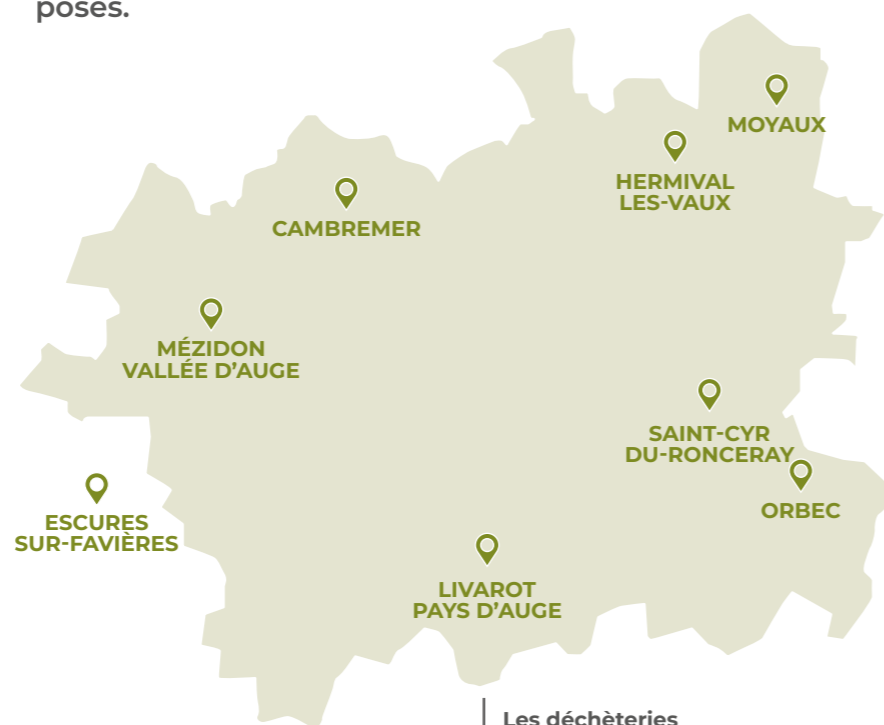 posés.
MOYAUX
HERMIVAL
LES-VAUX
CAMBREMER
MÉZIDON
VALLÉE D’AUGE
SAINT-CYR
DU-RONCERAY
ORBEC
ESCURES
SUR-FAVIÈRES
LIVAROT
PAYS D’AUGE
Les déchèteries